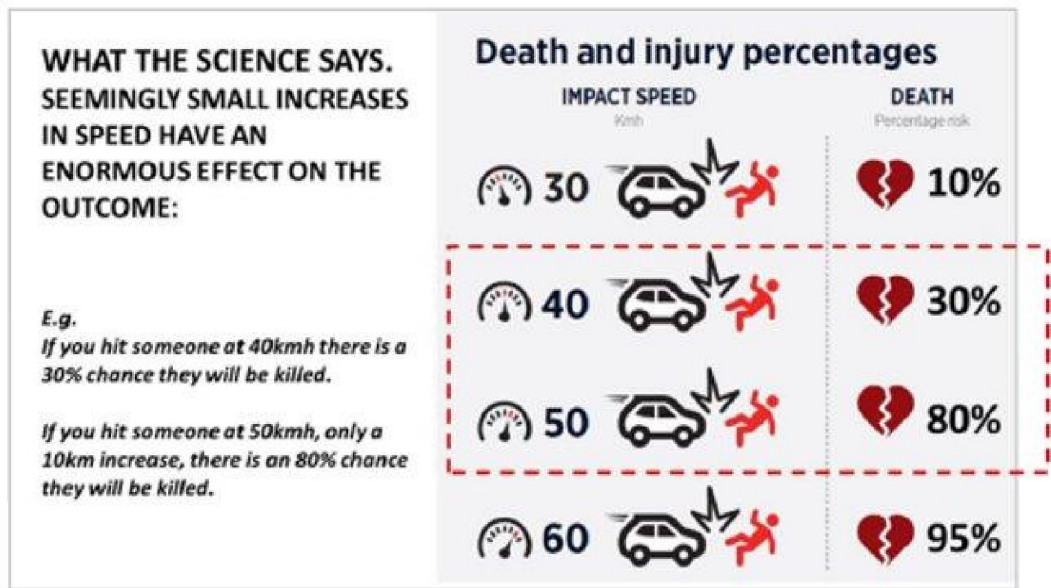 WHAT THE SCIENCE SAYS.
SEEMINGLY SMALL INCREASES
IN SPEED HAVE AN
ENORMOUS EFFECT ON THE
OUTCOME:
E.g.
If you hit someone at 40kmh there is a
30% chance they will be killed.
If you hit someone at 50kmh, only a
10km increase, there is an 80% chance
they will be killed.
Death and injury percentages
IMPACT SPEED DEATH
Kmh Percentage risk
30 10%
40 30%
50 80%
60 95%